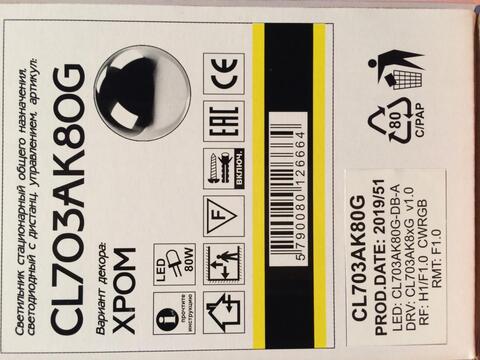 Светильник стационарный общего назначения,
светодиодный с дистанц. управлением, артикул:
CL703AK80G
Вариант декора:
ХРОМ
LED
80W
i
прочтите
инструкцию
F
ВКЛЮЧ.
EAC
CE
5 790080 126664
80
C/PAP
CL703AK80G
PROD.DATE: 2019/51
LED: CL703AK80G-DB-A
DRV: CL703AK8xG v1.0
RF: H1/F1.0 CWRGB
RMT: F1.0